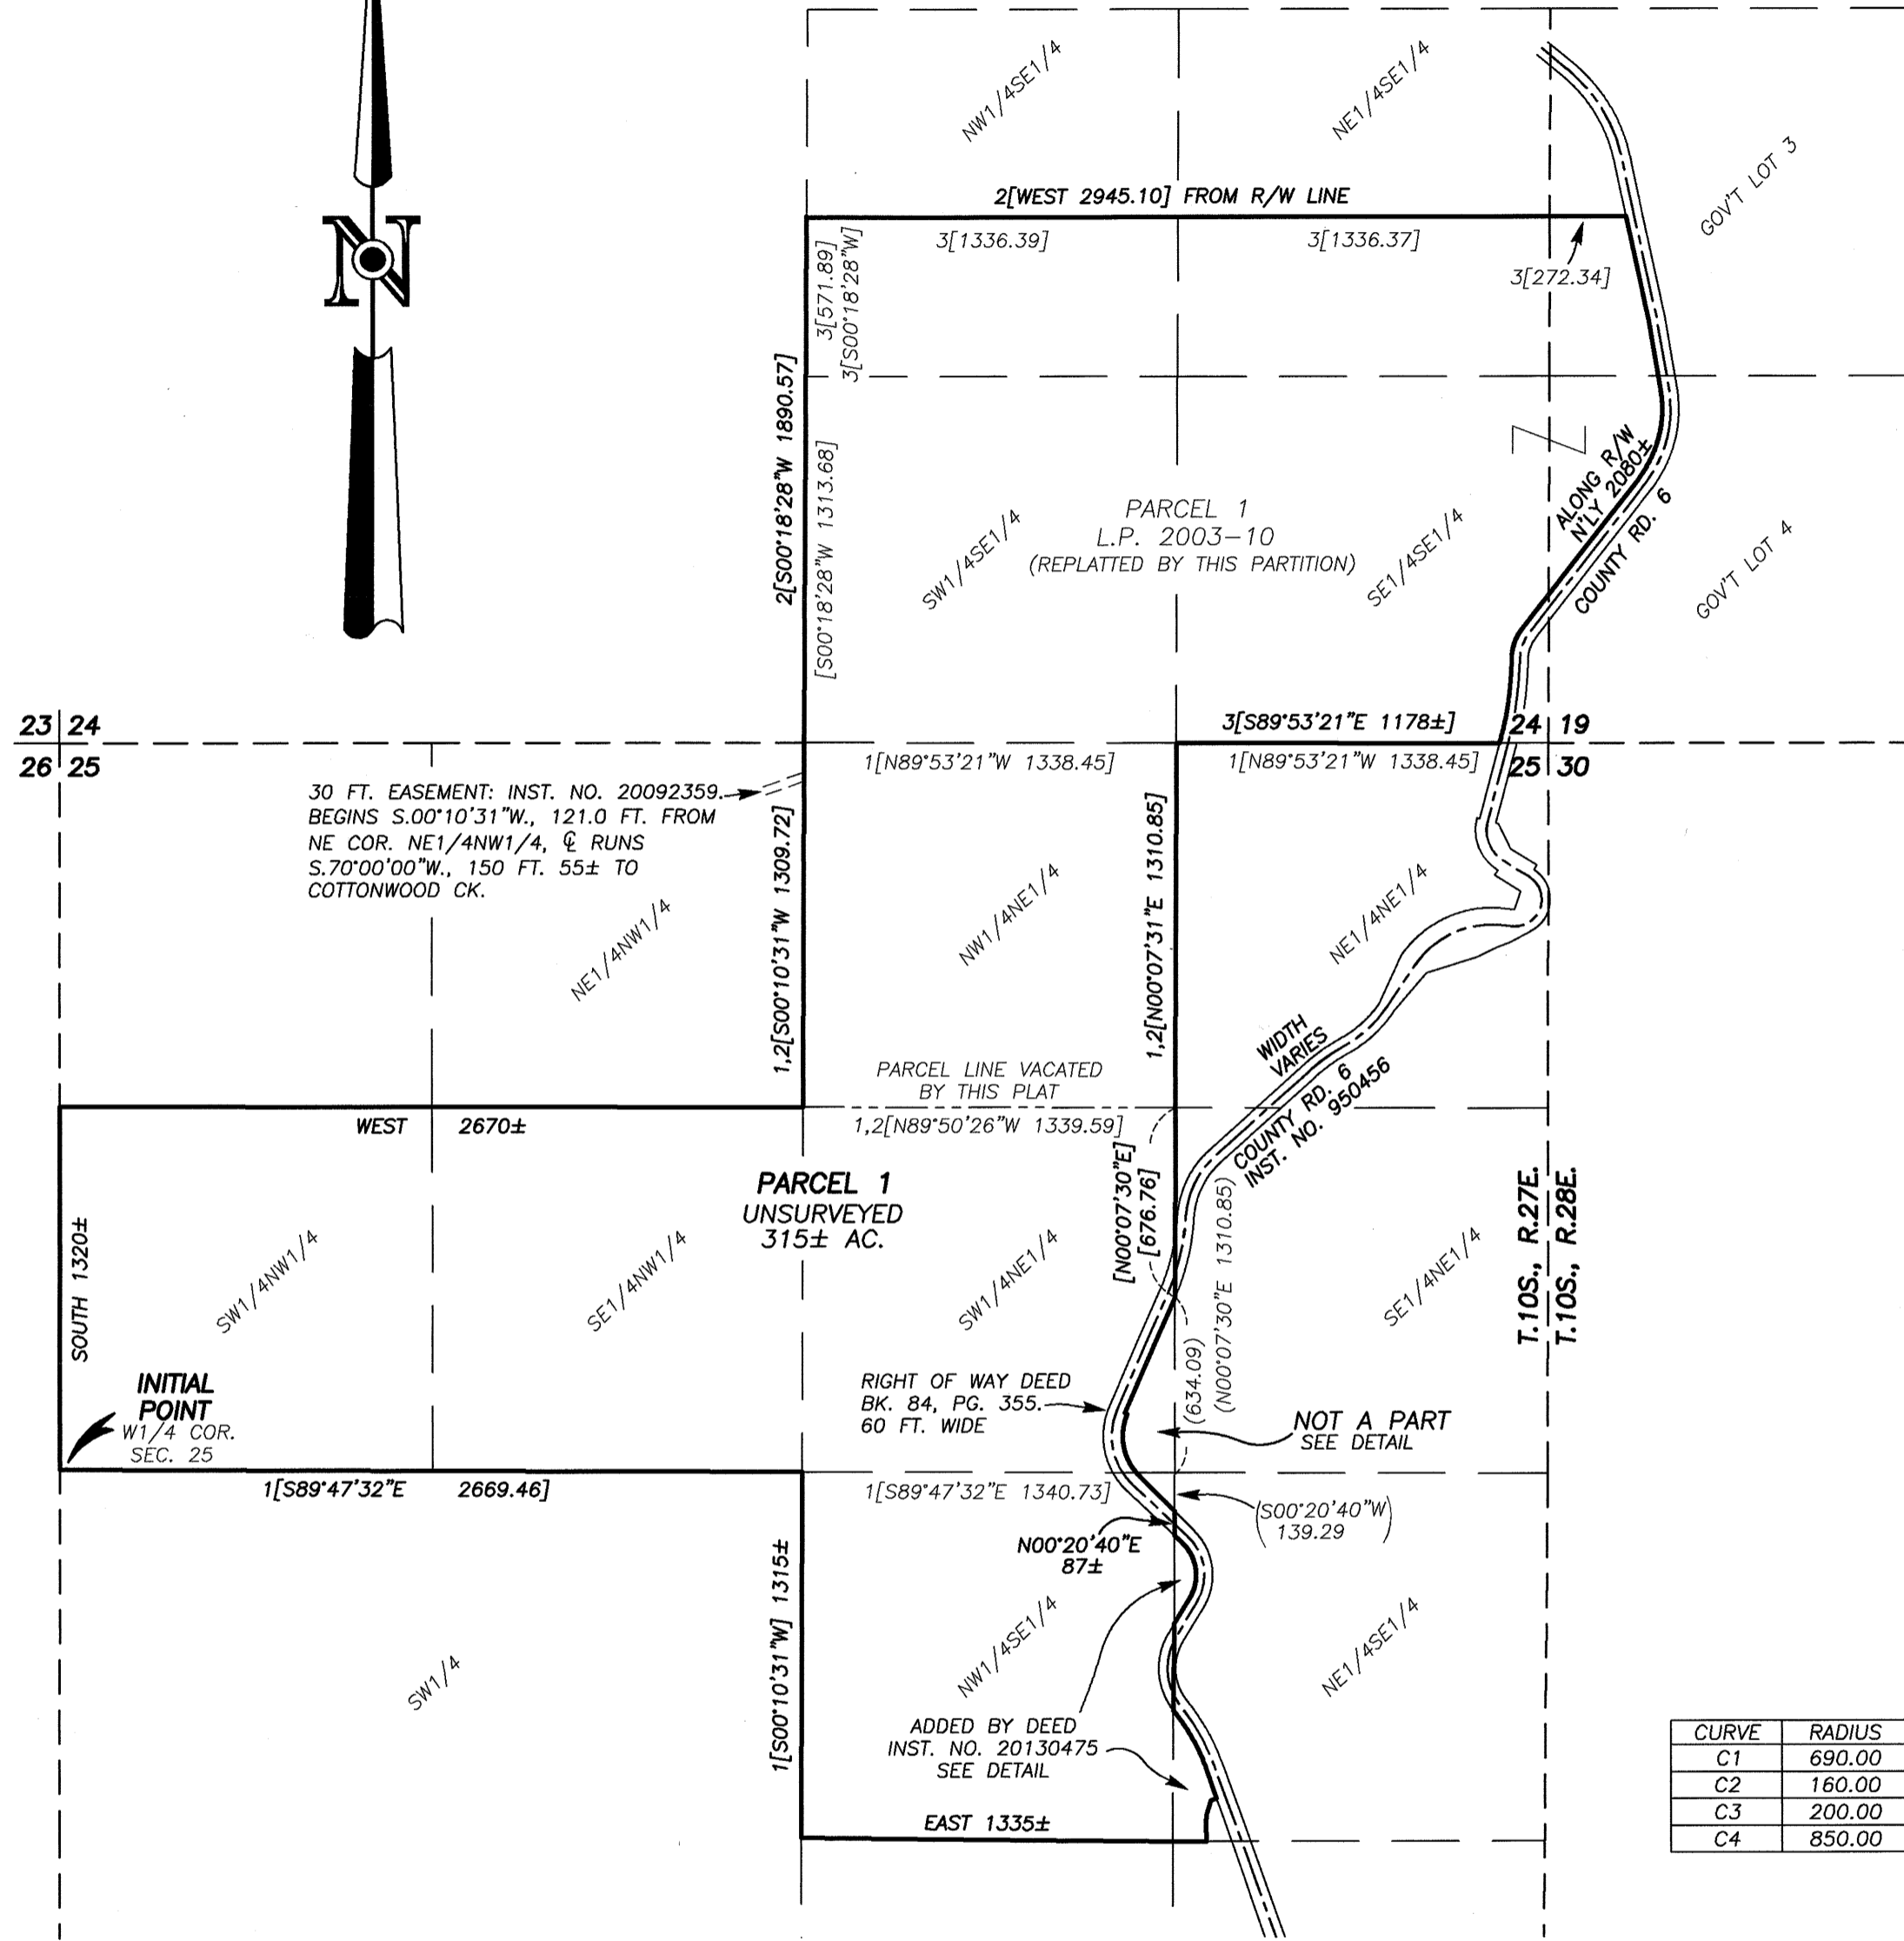 NW1/4SE1/4
NE1/4SE1/4
GOV'T LOT 3
N
2[WEST 2945.10] FROM R/W LINE
3[1336.39]
3[1336.37]
3[272.34]
3[571.89]
3[S00°18'28"W]
2[S00°18'28"W 1890.57]
[S00°18'28"W 1313.68]
PARCEL 1
L.P. 2003-10
(REPLATTED BY THIS PARTITION)
SW1/4SE1/4
SE1/4SE1/4
ALONG R/W
N'LY 2080±
COUNTY RD. 6
GOV'T LOT 4
Z
23 24
26 25
3[S89°53'21"E 1178±]
24 19
25 30
1[N89°53'21"W 1338.45]
1[N89°53'21"W 1338.45]
30 FT. EASEMENT: INST. NO. 20092359.
BEGINS S.00°10'31"W., 121.0 FT. FROM
NE COR. NE1/4NW1/4, ℄ RUNS
S.70°00'00"W., 150 FT. 55± TO
COTTONWOOD CK.
NE1/4NW1/4
1,2[S00°10'31"W 1309.72]
NW1/4NE1/4
1,2[N00°07'31"E 1310.85]
NE1/4NE1/4
WIDTH
VARIES
COUNTY RD. 6
INST. NO. 950456
PARCEL LINE VACATED
BY THIS PLAT
1,2[N89°50'26"W 1339.59]
WEST 2670±
PARCEL 1
UNSURVEYED
315± AC.
[N00°07'30"E]
[676.76]
(634.09)
(N00°07'30"E 1310.85)
T.10S., R.27E.
T.10S., R.28E.
SOUTH 1320±
SW1/4NW1/4
SE1/4NW1/4
SW1/4NE1/4
SE1/4NE1/4
INITIAL
POINT
W1/4 COR.
SEC. 25
RIGHT OF WAY DEED
BK. 84, PG. 355.
60 FT. WIDE
NOT A PART
SEE DETAIL
1[S89°47'32"E 2669.46]
1[S89°47'32"E 1340.73]
(S00°20'40"W)
139.29
N00°20'40"E
87±
1[S00°10'31"W] 1315±
SW1/4
NW1/4SE1/4
NE1/4SE1/4
ADDED BY DEED
INST. NO. 20130475
SEE DETAIL
EAST 1335±
CURVE RADIUS
C1 690.00
C2 160.00
C3 200.00
C4 850.00